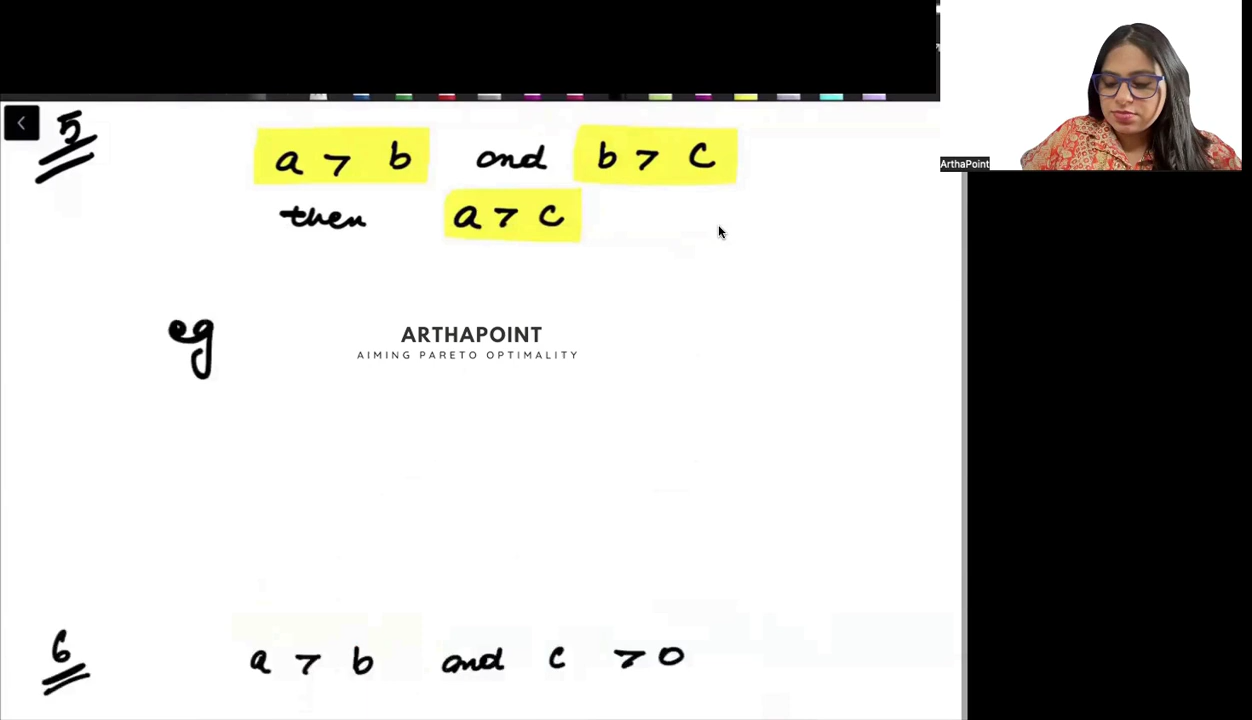 5
a > b and b > c
then a > c
eg
ARTHAPOINT
AIMING PARETO OPTIMALITY
6
a > b and c > 0
ArthaPoint